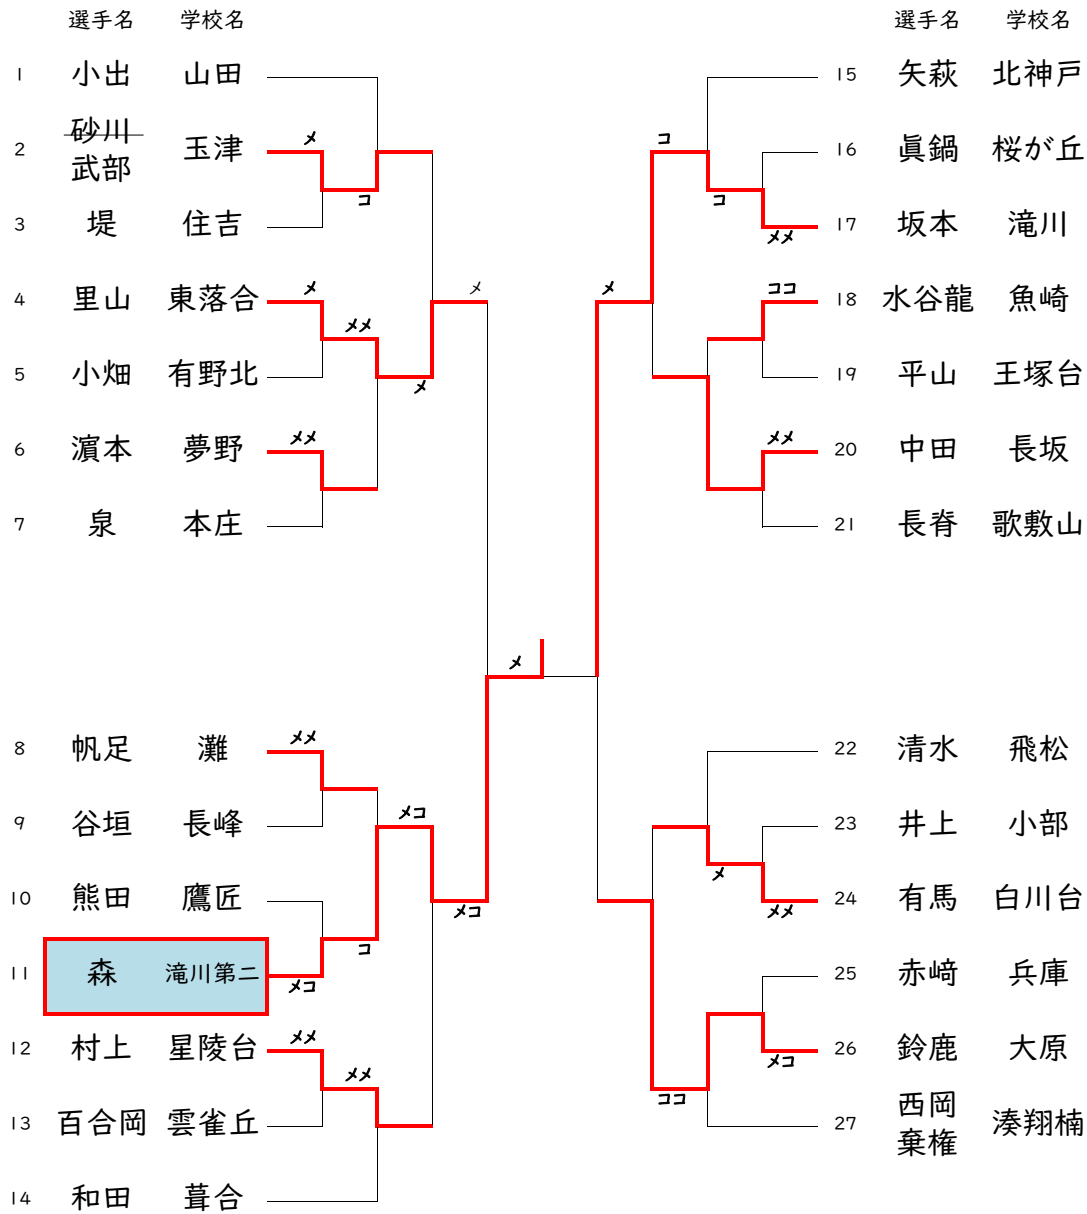 選手名 学校名
1 小出 山田
砂川
2 武部 玉津
メ
コ
3 堤 住吉
4 里山 東落合
メ
メメ
メ
メ
5 小畑 有野北
6 濵本 夢野
メメ
7 泉 本庄
メ
8 帆足 灘
メメ
9 谷垣 長峰
メコ
10 熊田 鷹匠
メコ
コ
11 森 滝川第二
メコ
12 村上 星陵台
メメ
メメ
13 百合岡 雲雀丘
14 和田 葺合
選手名 学校名
15 矢萩 北神戸
コ
16 眞鍋 桜が丘
コ
17 坂本 滝川
メメ
メ
18 水谷龍 魚崎
ココ
19 平山 王塚台
20 中田 長坂
メメ
21 長脊 歌敷山
22 清水 飛松
23 井上 小部
メ
24 有馬 白川台
メメ
25 赤﨑 兵庫
26 鈴鹿 大原
メコ
ココ
27 西岡 湊翔楠
棄権